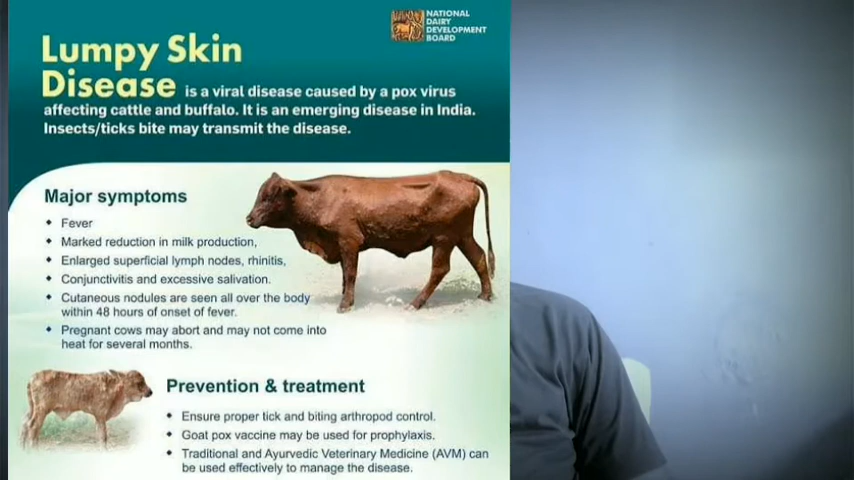 NATIONAL
DAIRY
DEVELOPMENT
BOARD
Lumpy Skin
Disease is a viral disease caused by a pox virus
affecting cattle and buffalo. It is an emerging disease in India.
Insects/ticks bite may transmit the disease.
Major symptoms
Fever
Marked reduction in milk production,
Enlarged superficial lymph nodes, rhinitis,
Conjunctivitis and excessive salivation.
Cutaneous nodules are seen all over the body
within 48 hours of onset of fever.
Pregnant cows may abort and may not come into
heat for several months.
Prevention & treatment
Ensure proper tick and biting arthropod control.
Goat pox vaccine may be used for prophylaxis.
Traditional and Ayurvedic Veterinary Medicine (AVM) can
be used effectively to manage the disease.